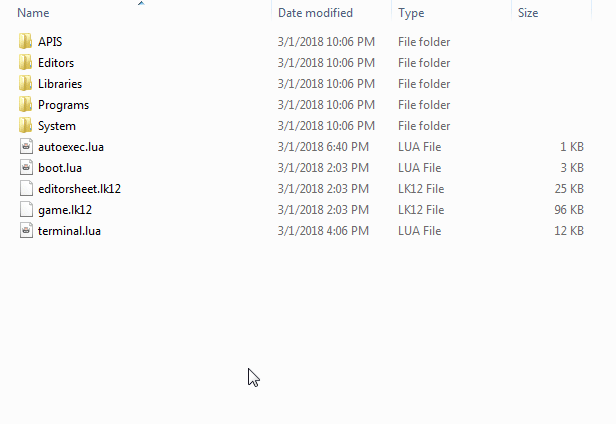 Name Date modified Type Size
APIS 3/1/2018 10:06 PM File folder
Editors 3/1/2018 10:06 PM File folder
Libraries 3/1/2018 10:06 PM File folder
Programs 3/1/2018 10:06 PM File folder
System 3/1/2018 10:06 PM File folder
autoexec.lua 3/1/2018 6:40 PM LUA File 1 KB
boot.lua 3/1/2018 2:03 PM LUA File 3 KB
editorsheet.lk12 3/1/2018 2:03 PM LK12 File 25 KB
game.lk12 3/1/2018 2:03 PM LK12 File 96 KB
terminal.lua 3/1/2018 4:06 PM LUA File 12 KB